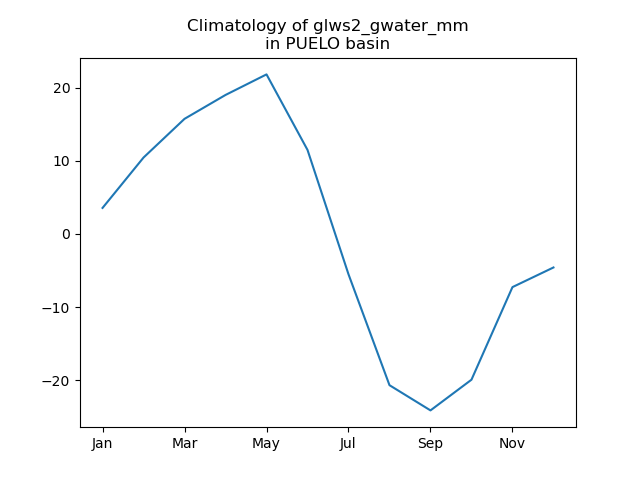 Climatology of glws2_gwater_mm
in PUELO basin
20
10
0
−10
−20
Jan
Mar
May
Jul
Sep
Nov